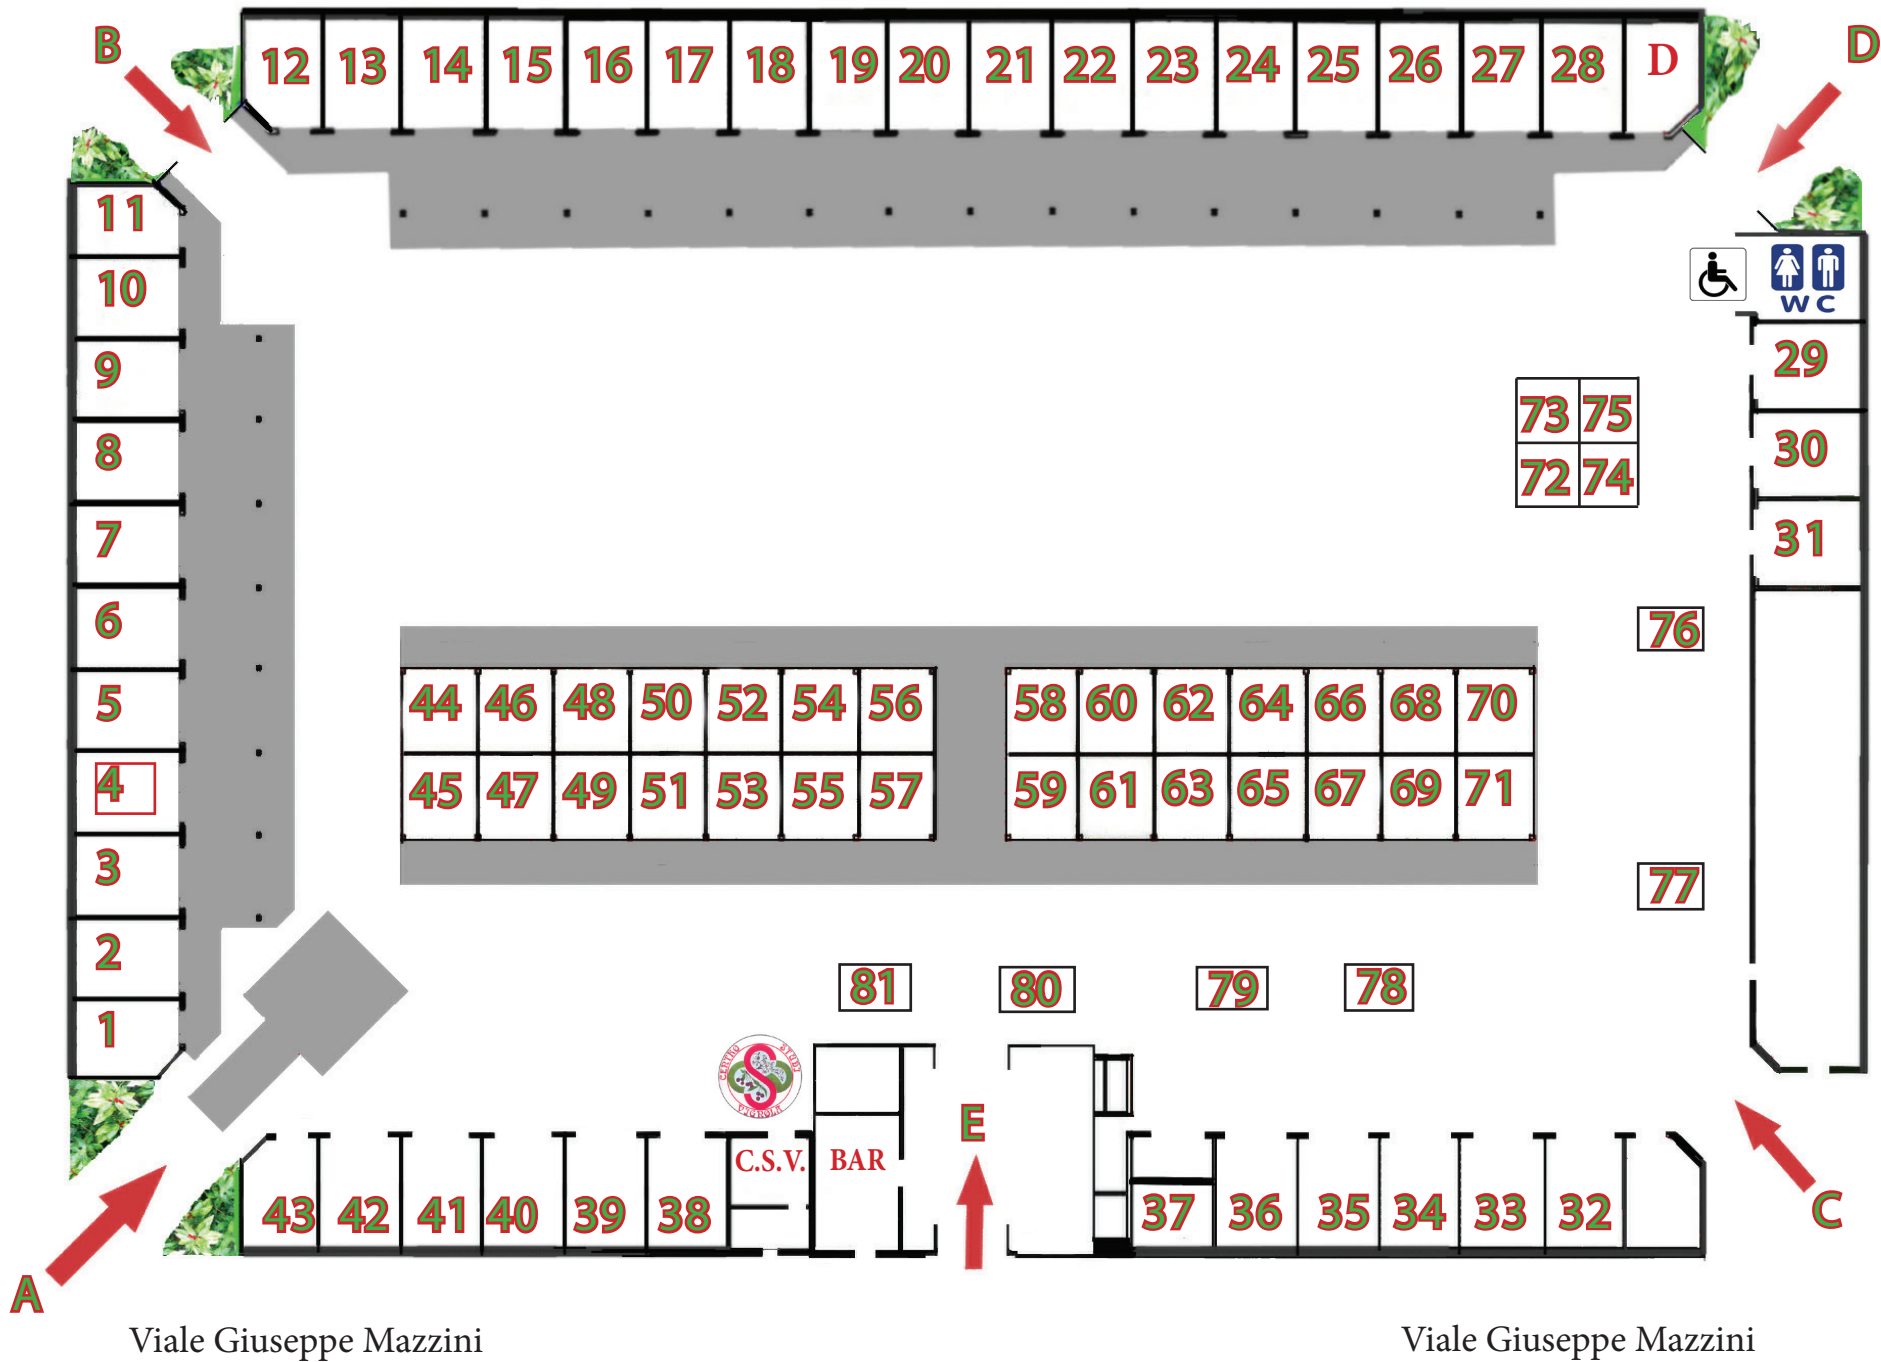 B
12 13 14 15 16 17 18 19 20 21 22 23 24 25 26 27 28 D
D
11
10
9
8
7
6
5
4
3
2
1
W C
29
30
31
73 75
72 74
76
77
44 46 48 50 52 54 56
45 47 49 51 53 55 57
58 60 62 64 66 68 70
59 61 63 65 67 69 71
81 80 79 78
CENTRO STUDI VIGNOLA
C.S.V.
BAR
E
43 42 41 40 39 38
37 36 35 34 33 32
C
A
Viale Giuseppe Mazzini
Viale Giuseppe Mazzini